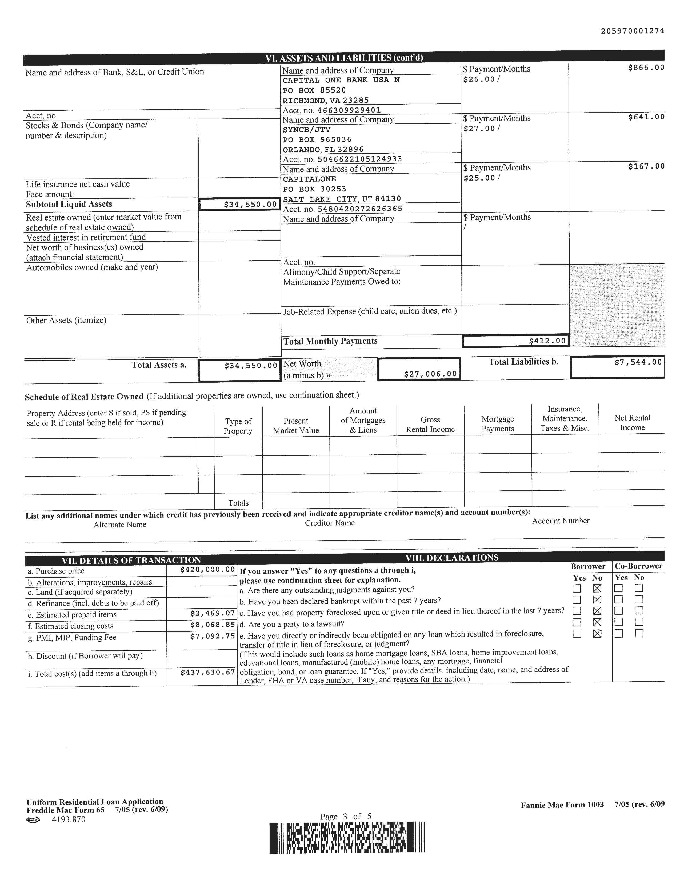 205970001274
VI. ASSETS AND LIABILITIES (cont'd)
Name and address of Bank, S&L, or Credit Union
Name and address of Company
$ Payment/Months
$866.00
CAPITAL ONE BANK USA N
$26.00 /
PO BOX 85520
RICHMOND, VA 23285
Acct. no.
Acct. no. 466309929401
Stocks & Bonds (Company name/
number & description)
Name and address of Company
$ Payment/Months
$641.00
SYNCB/JTV
$27.00 /
PO BOX 965036
ORLANDO, FL 32896
Acct. no. 5046622105124933
Name and address of Company
$ Payment/Months
$167.00
CAPITALONE
$25.00 /
Life insurance net cash value
PO BOX 30253
Face amount
SALT LAKE CITY, UT 84130
Subtotal Liquid Assets
$34,550.00
Acct. no. 5480420272626365
Real estate owned (enter market value from
schedule of real estate owned)
Name and address of Company
$ Payment/Months
/
Vested interest in retirement fund
Net worth of business(es) owned
(attach financial statement)
Acct. no.
Automobiles owned (make and year)
Alimony/Child Support/Separate
Maintenance Payments Owed to:
Other Assets (itemize)
Job-Related Expense (child care, union dues, etc.)
Total Monthly Payments
$412.00
Total Assets a.
$34,550.00
Net Worth
(a minus b)
$27,006.00
Total Liabilities b.
$7,544.00
Schedule of Real Estate Owned (If additional properties are owned, use continuation sheet.)
Property Address (enter S if sold, PS if pending
sale or R if rental being held for income)
Type of
Property
Present
Market Value
Amount
of Mortgages
& Liens
Gross
Rental Income
Mortgage
Payments
Insurance,
Maintenance,
Taxes & Misc.
Net Rental
Income
Totals
List any additional names under which credit has previously been received and indicate appropriate creditor name(s) and account number(s):
Alternate Name
Creditor Name
Account Number
VII. DETAILS OF TRANSACTION
a. Purchase price
b. Alterations, improvements, repairs
c. Land (if acquired separately)
d. Refinance (incl. debts to be paid off)
e. Estimated prepaid items
f. Estimated closing costs
$8,068.85
g. PMI, MIP, Funding Fee
$7,092.75
h. Discount (if Borrower will pay)
i. Total cost(s) (add items a through h)
$437,630.67
VIII. DECLARATIONS
If you answer "Yes" to any questions a through i,
please use continuation sheet for explanation.
Borrower
Co-Borrower
Yes No
Yes No
a. Are there any outstanding judgments against you?
b. Have you been declared bankrupt within the past 7 years?
c. Have you had property foreclosed upon or given title or deed in lieu thereof in the last 7 years?
d. Are you a party to a lawsuit?
e. Have you directly or indirectly been obligated on any loan which resulted in foreclosure,
transfer of title in lieu of foreclosure, or judgment?
(This would include such loans as home mortgage loans, SBA loans, home improvement loans,
educational loans, manufactured (mobile) home loans, any mortgage, financial
obligation, bond, or loan guarantee. If "Yes," provide details, including date, name, and address of
Lender, FHA or VA case number, if any, and reasons for the action.)
Uniform Residential Loan Application
Freddie Mac Form 65 7/05 (rev. 6/09)
4193.870
Page 3 of 5
Fannie Mae Form 1003 7/05 (rev. 6/09)